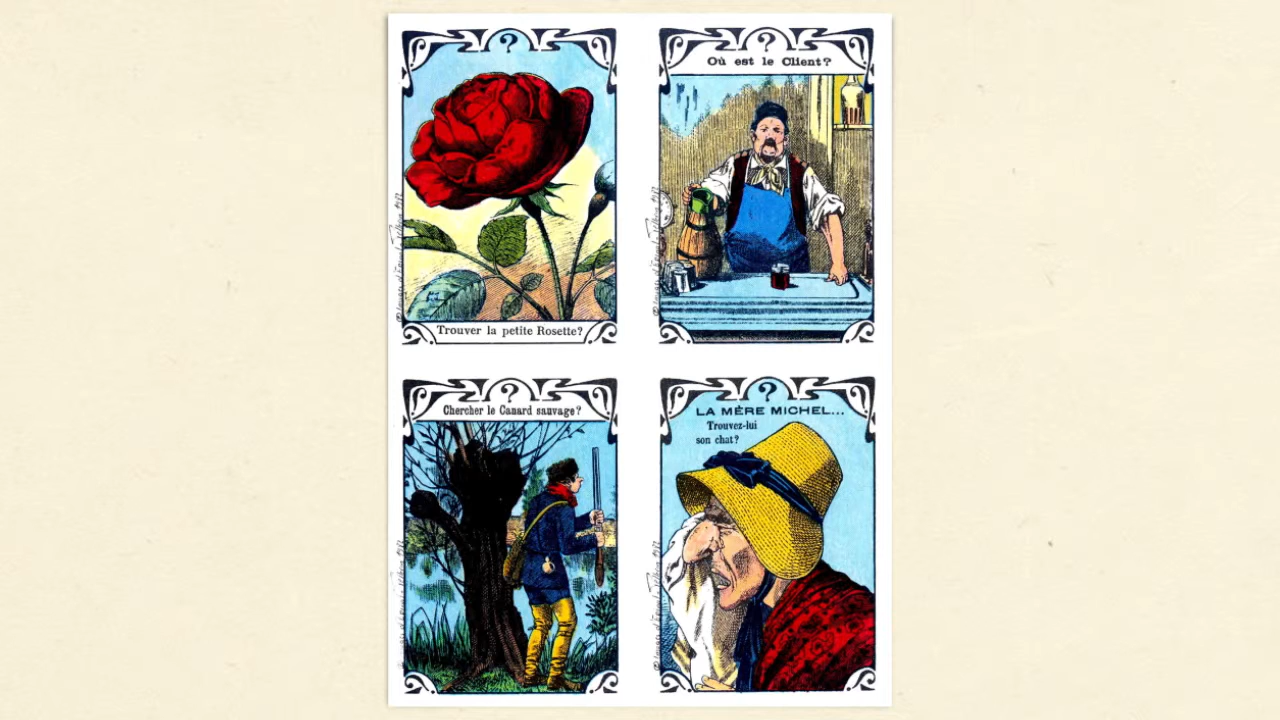 ?
Trouver la petite Rosette?
?
Où est le Client?
?
Chercher le Canard sauvage?
?
LA MÈRE MICHEL...
Trouvez-lui
son chat?